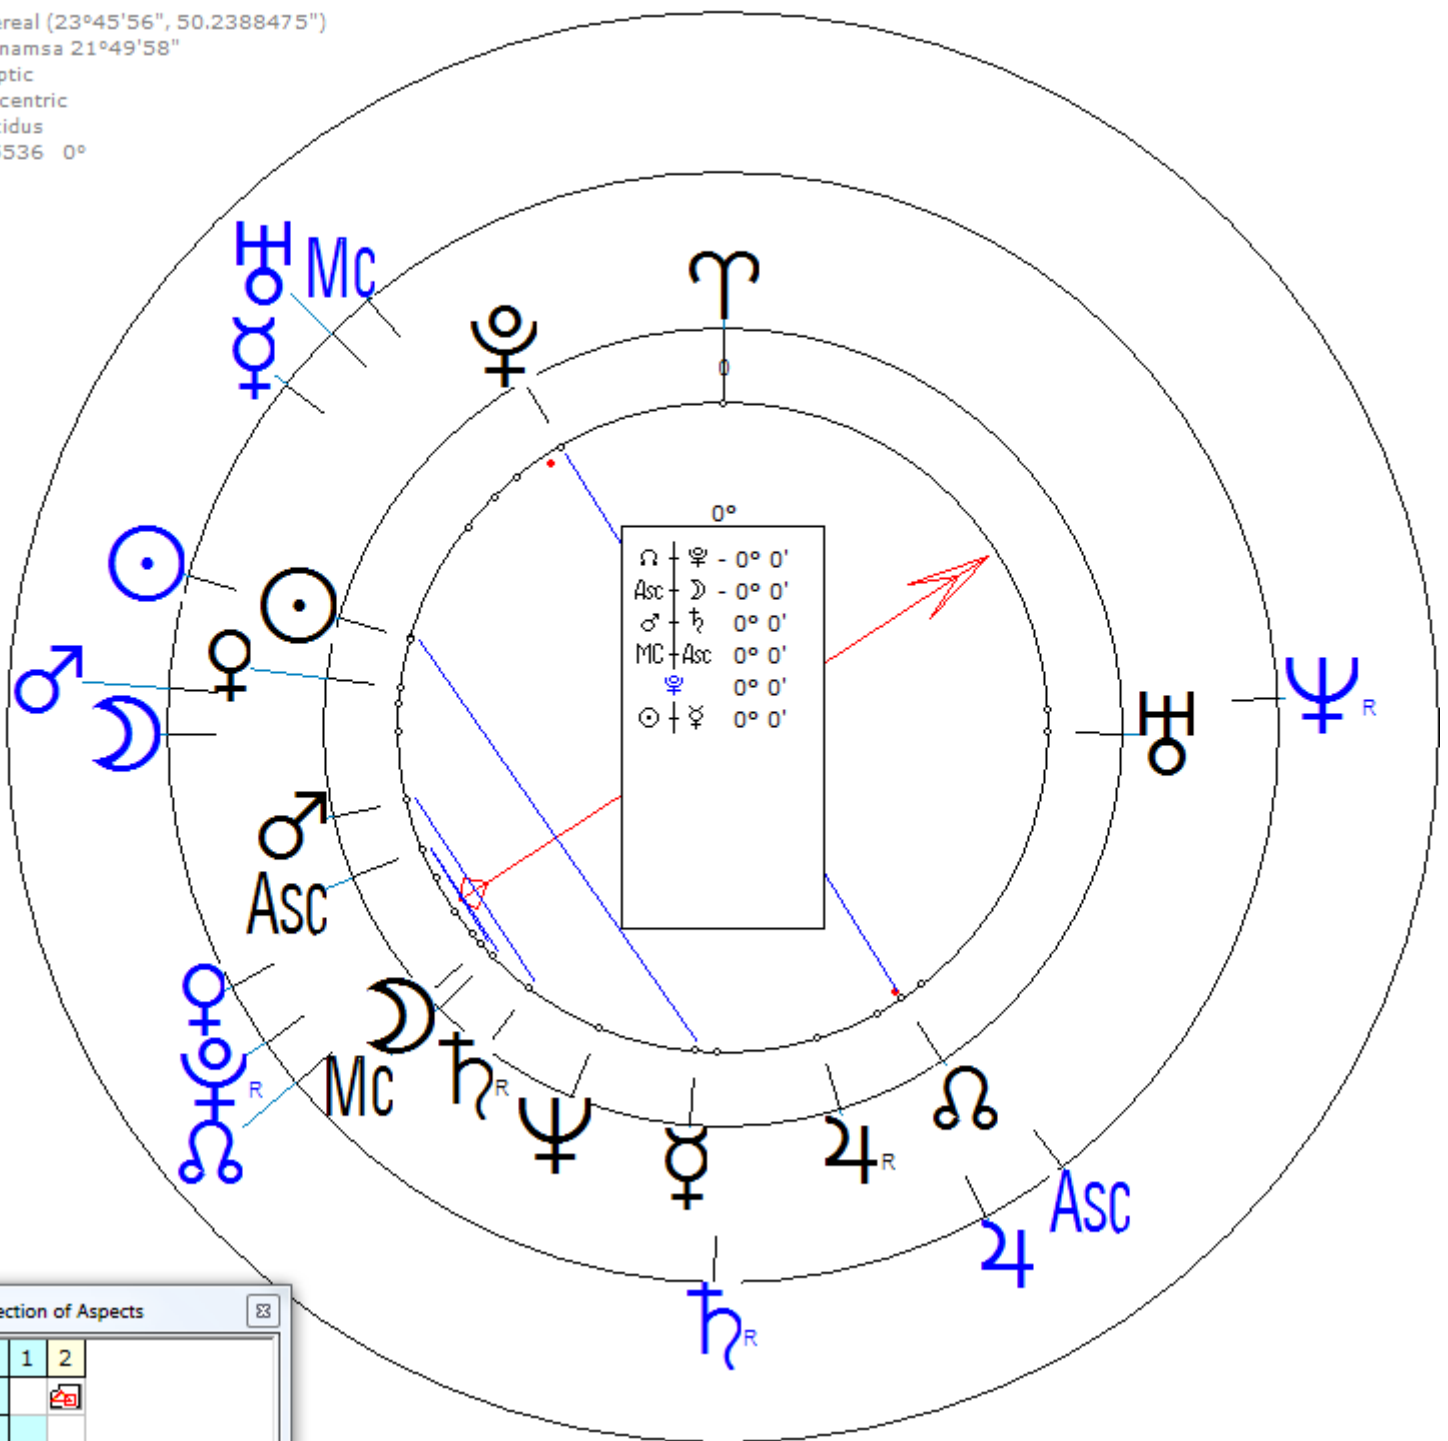 ereal (23°45'56", 50.2388475")
namsa 21°49'58"
ptic
centric
idus
5536 0°
Mc
♅
☿
♇
♈
0
☉
☉
♀
♂
☽
♂
Asc
0°
☊ ┼ ♇ - 0° 0'
Asc ┼ ☽ - 0° 0'
♂ ┼ ♄ 0° 0'
MC ┼ Asc 0° 0'
♇ 0° 0'
☉ ┼ ☿ 0° 0'
♆ R
♅
♀
♇ R
☊
☽
Mc
♄ R
♆
☿
♃ R
☊
Asc
♃
♄ R
ection of Aspects
1 2